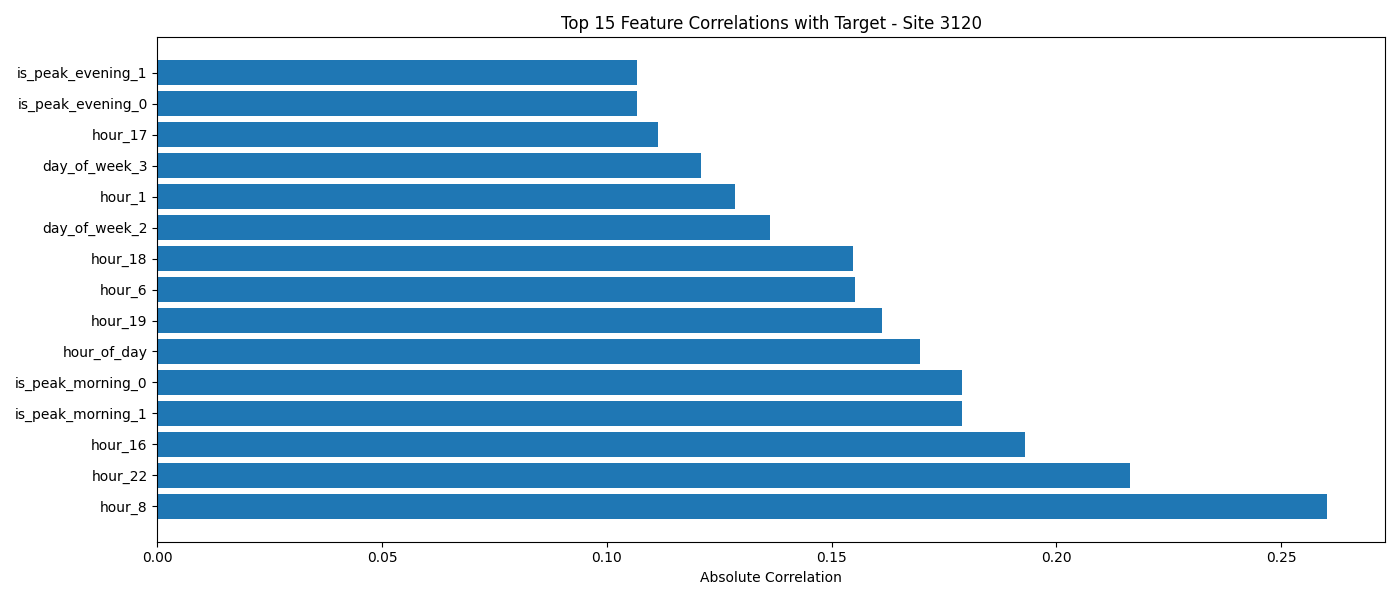 Top 15 Feature Correlations with Target - Site 3120
is_peak_evening_1
is_peak_evening_0
hour_17
day_of_week_3
hour_1
day_of_week_2
hour_18
hour_6
hour_19
hour_of_day
is_peak_morning_0
is_peak_morning_1
hour_16
hour_22
hour_8
0.00 0.05 0.10 0.15 0.20 0.25
Absolute Correlation